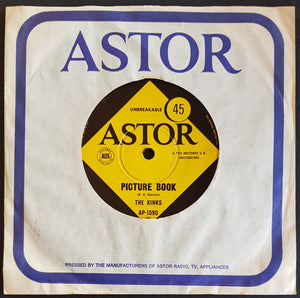 ASTOR
UNBREAKABLE
45
ASTOR
AUS
A PYE RECORDS U.K.
RECORDING
PICTURE BOOK
(R. D. Davies)
THE KINKS
AP-1590
PRESSED BY THE MANUFACTURERS OF ASTOR RADIO, TV, APPLIANCES